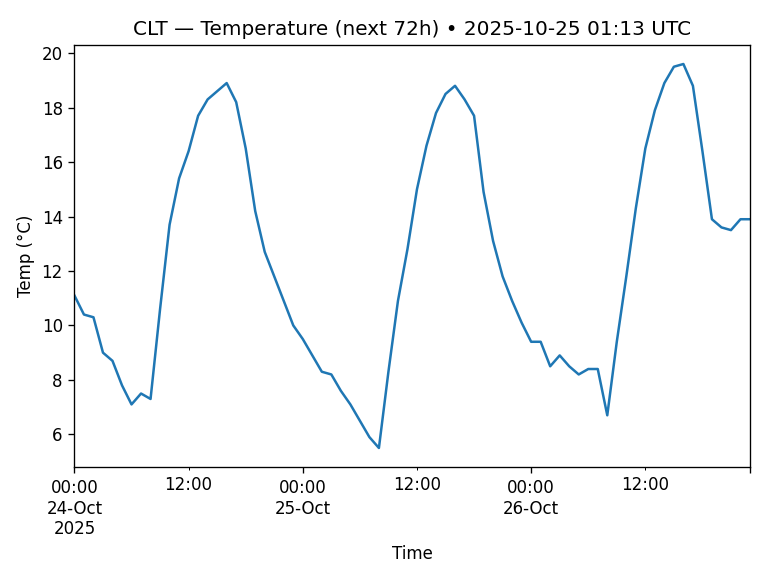 CLT — Temperature (next 72h) • 2025-10-25 01:13 UTC
Temp (°C)
20
18
16
14
12
10
8
6
00:00 12:00 00:00 12:00 00:00 12:00
24-Oct 25-Oct 26-Oct
2025
Time